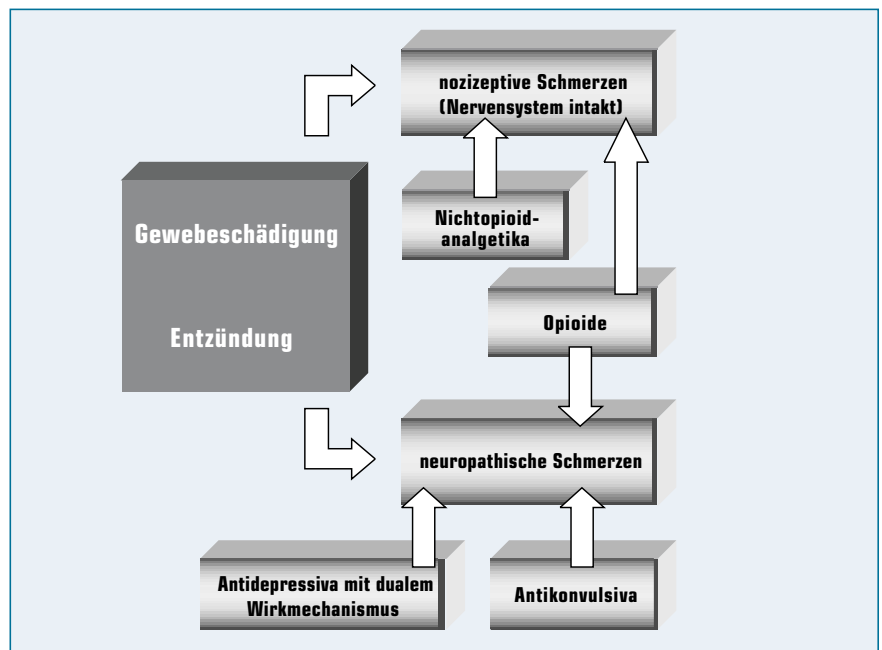 nozizeptive Schmerzen
(Nervensystem intakt)
Gewebeschädigung
Nichtopioid-
analgetika
Opioide
Entzündung
neuropathische Schmerzen
Antidepressiva mit dualem
Wirkmechanismus
Antikonvulsiva